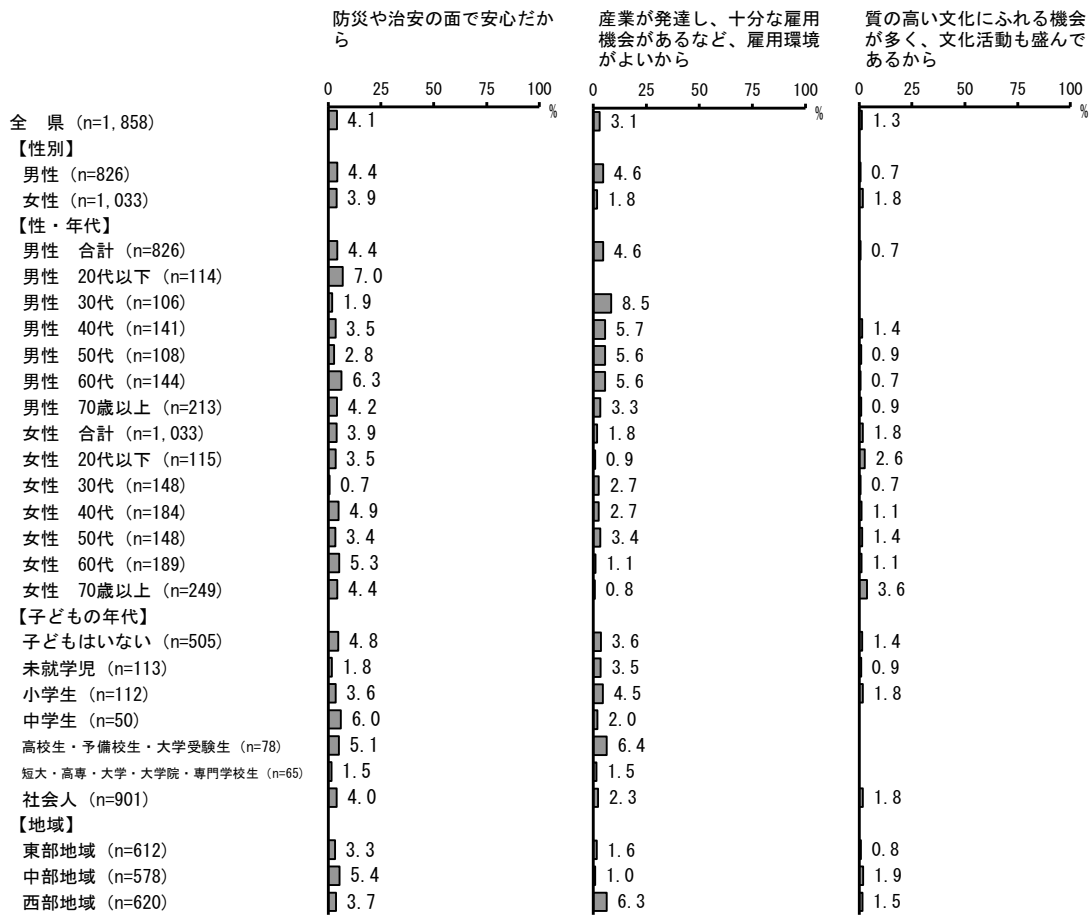 防災や治安の面で安心だか
ら
産業が発達し、十分な雇用
機会があるなど、雇用環境
がよいから
質の高い文化にふれる機会
が多く、文化活動も盛んで
あるから
0 25 50 75 100 % 0 25 50 75 100 % 0 25 50 75 100 %
全 県 (n=1,858) 4.1 3.1 1.3
【性別】
男性 (n=826) 4.4 4.6 0.7
女性 (n=1,033) 3.9 1.8 1.8
【性・年代】
男性 合計 (n=826) 4.4 4.6 0.7
男性 20代以下 (n=114) 7.0
男性 30代 (n=106) 1.9 8.5
男性 40代 (n=141) 3.5 5.7 1.4
男性 50代 (n=108) 2.8 5.6 0.9
男性 60代 (n=144) 6.3 5.6 0.7
男性 70歳以上 (n=213) 4.2 3.3 0.9
女性 合計 (n=1,033) 3.9 1.8 1.8
女性 20代以下 (n=115) 3.5 0.9 2.6
女性 30代 (n=148) 0.7 2.7 0.7
女性 40代 (n=184) 4.9 2.7 1.1
女性 50代 (n=148) 3.4 3.4 1.4
女性 60代 (n=189) 5.3 1.1 1.1
女性 70歳以上 (n=249) 4.4 0.8 3.6
【子どもの年代】
子どもはいない (n=505) 4.8 3.6 1.4
未就学児 (n=113) 1.8 3.5 0.9
小学生 (n=112) 3.6 4.5 1.8
中学生 (n=50) 6.0 2.0
高校生・予備校生・大学受験生 (n=78) 5.1 6.4
短大・高専・大学・大学院・専門学校生 (n=65) 1.5 1.5
社会人 (n=901) 4.0 2.3 1.8
【地域】
東部地域 (n=612) 3.3 1.6 0.8
中部地域 (n=578) 5.4 1.0 1.9
西部地域 (n=620) 3.7 6.3 1.5